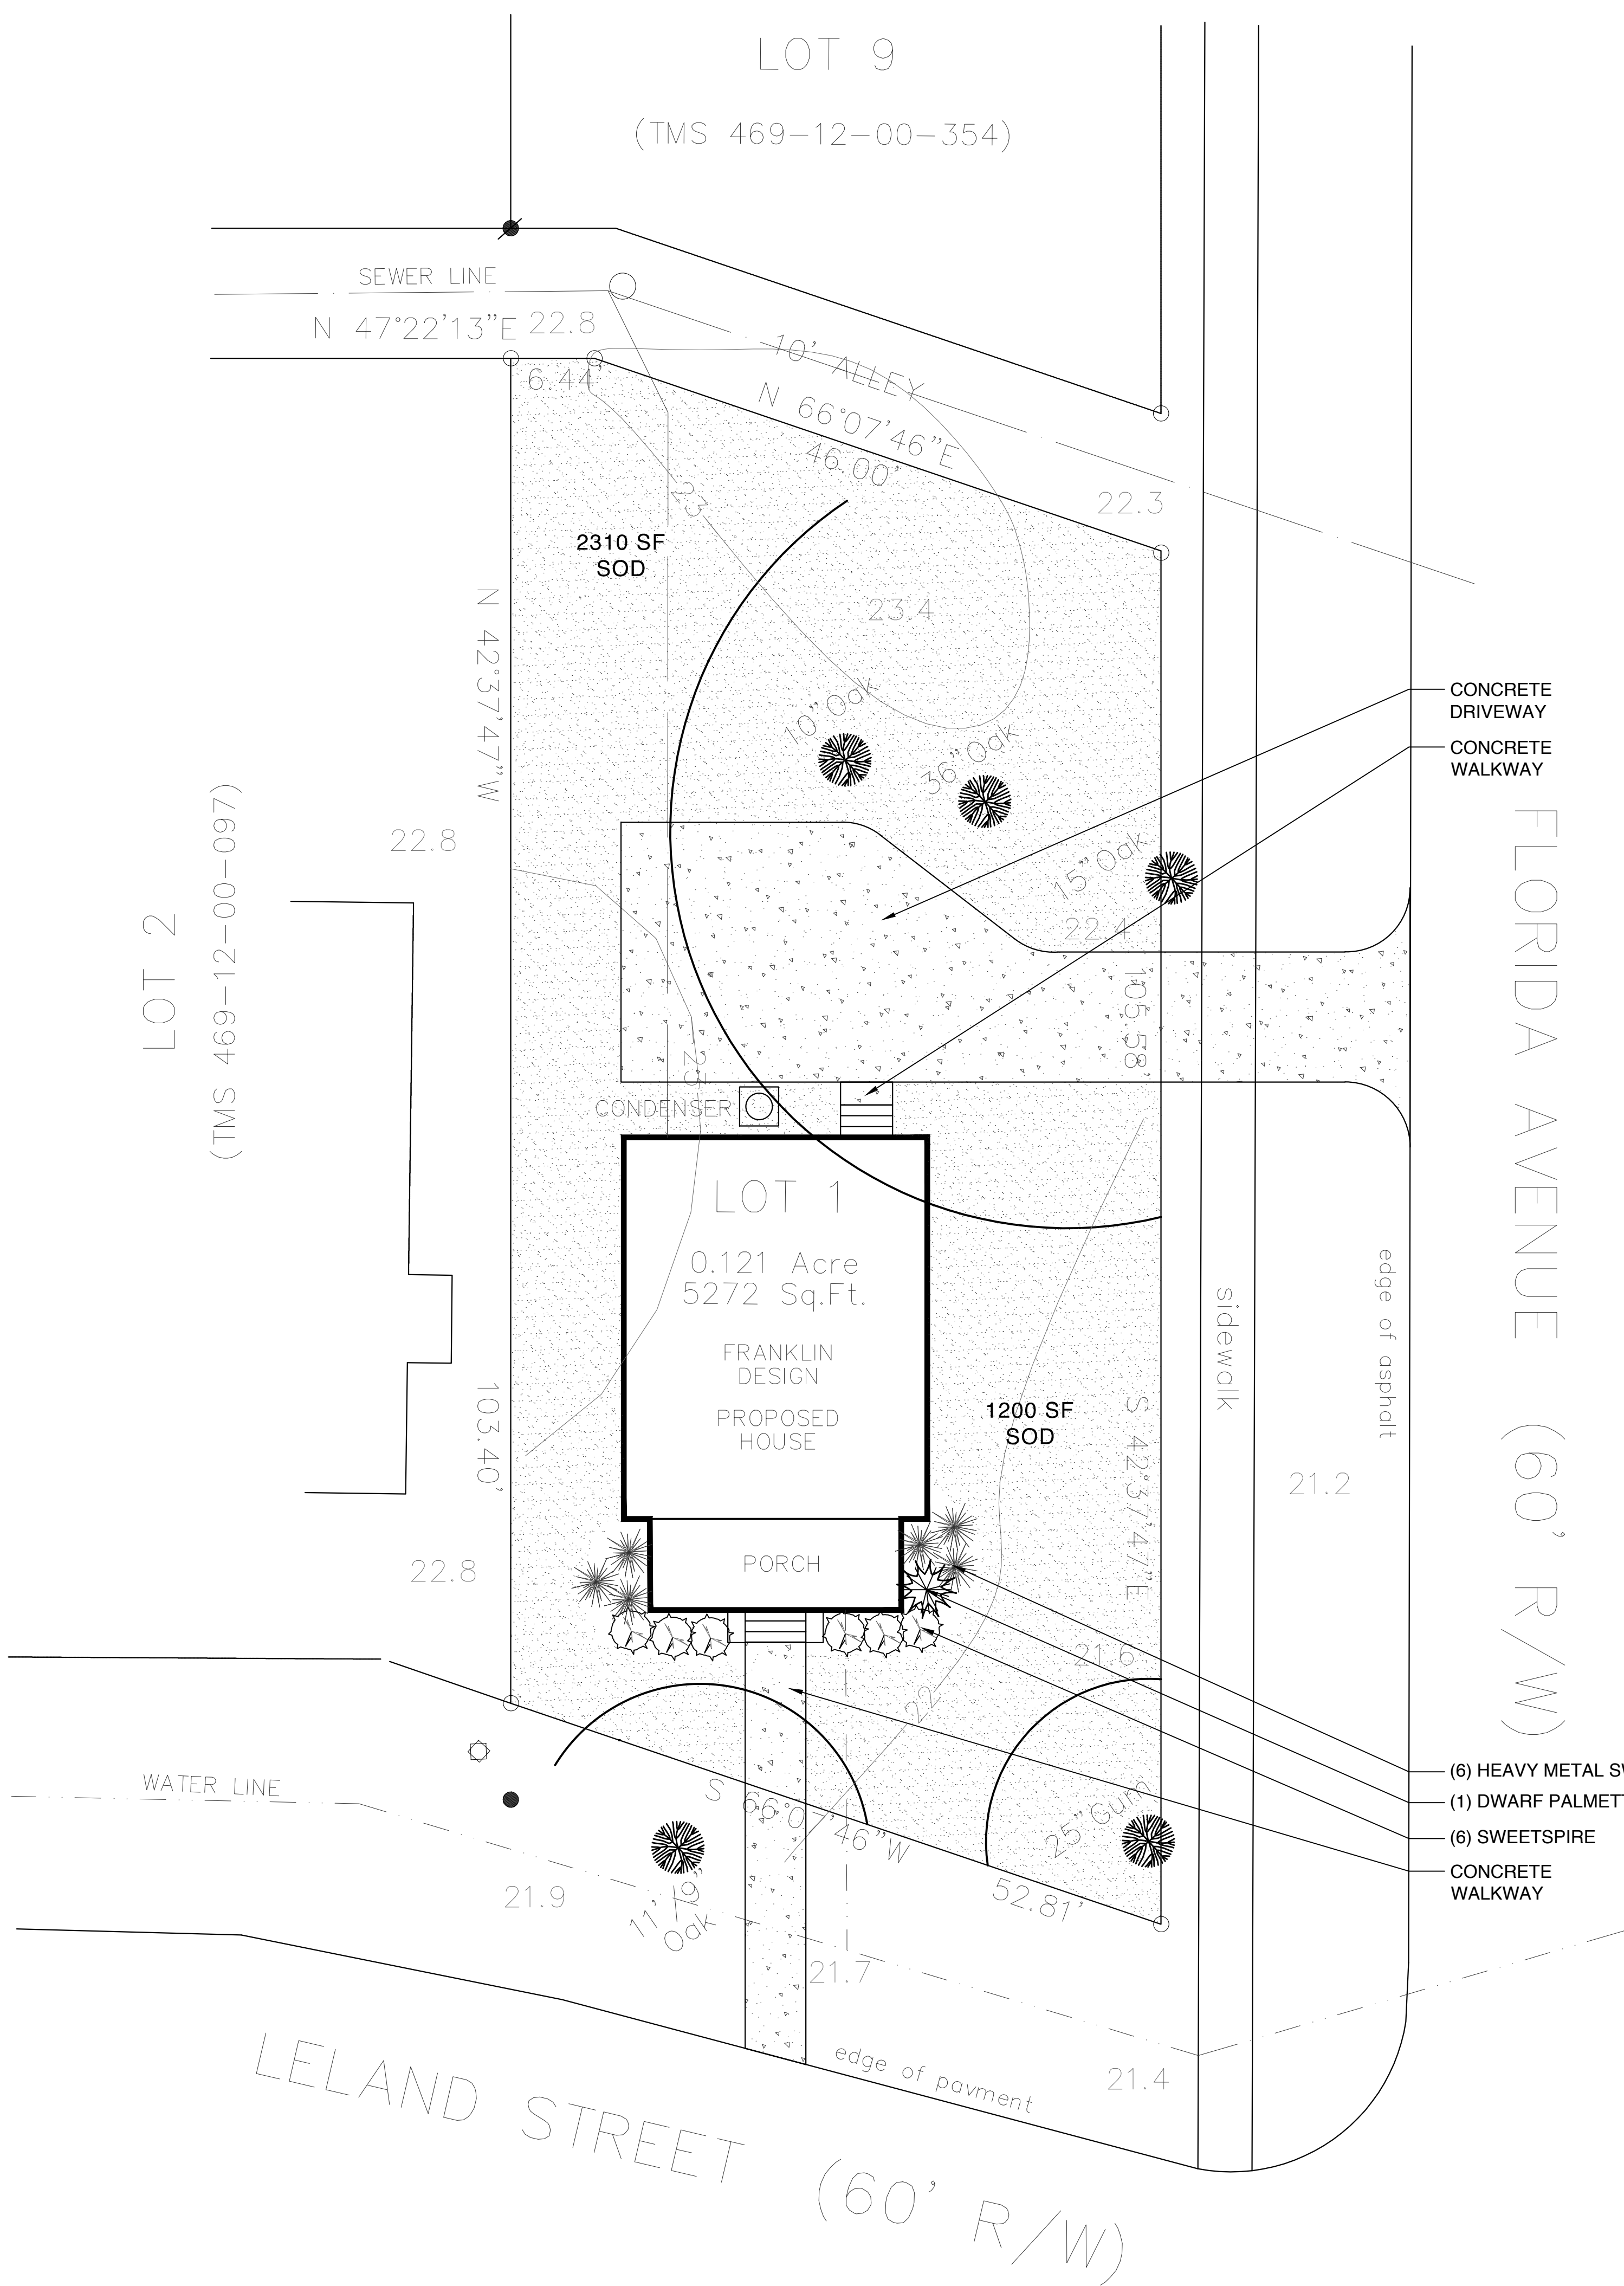 LOT 9
(TMS 469-12-00-354)
SEWER LINE
N 47°22'13"E
22.8
6.44'
10' ALLEY
N 66°07'46"E
46.00'
22.3
23
2310 SF
SOD
23.4
N 42°37'47"W
10" Oak
36" Oak
15" Oak
22.4
CONCRETE
DRIVEWAY
CONCRETE
WALKWAY
22.8
LOT 2
(TMS 469-12-00-097)
105.58'
23
CONDENSER
LOT 1
0.121 Acre
5272 Sq.Ft.
FRANKLIN
DESIGN
PROPOSED
HOUSE
PORCH
1200 SF
SOD
S 42°37'47"E
103.40'
sidewalk
edge of asphalt
FLORIDA AVENUE (60' R/W)
21.2
22.8
21.6
22
WATER LINE
S 66°07'46"W
52.81'
25" Gum
11" /9"
Oak
21.9
21.7
21.4
(6) HEAVY METAL SW
(1) DWARF PALMETT
(6) SWEETSPIRE
CONCRETE
WALKWAY
edge of pavment
LELAND STREET (60' R/W)